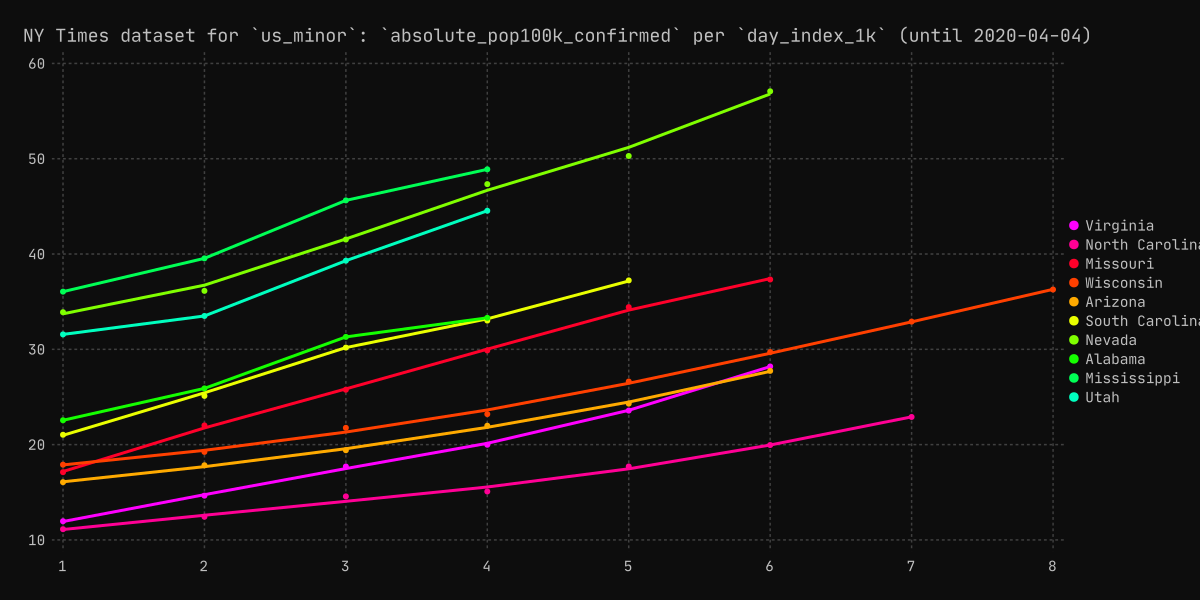 NY Times dataset for `us_minor`: `absolute_pop100k_confirmed` per `day_index_1k` (until 2020-04-04)
60
50
40
30
20
10
1 2 3 4 5 6 7 8
Virginia
North Carolina
Missouri
Wisconsin
Arizona
South Carolina
Nevada
Alabama
Mississippi
Utah